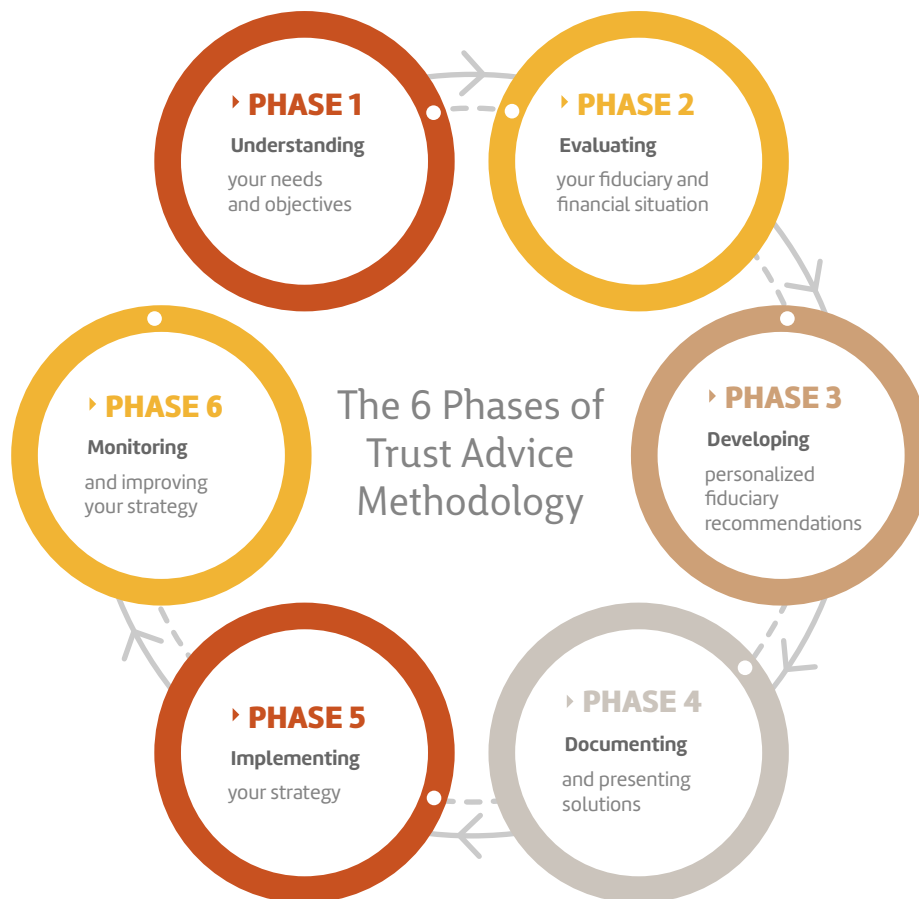 PHASE 1
Understanding
your needs
and objectives
PHASE 2
Evaluating
your fiduciary and
financial situation
PHASE 3
Developing
personalized
fiduciary
recommendations
PHASE 4
Documenting
and presenting
solutions
PHASE 5
Implementing
your strategy
PHASE 6
Monitoring
and improving
your strategy
The 6 Phases of
Trust Advice
Methodology